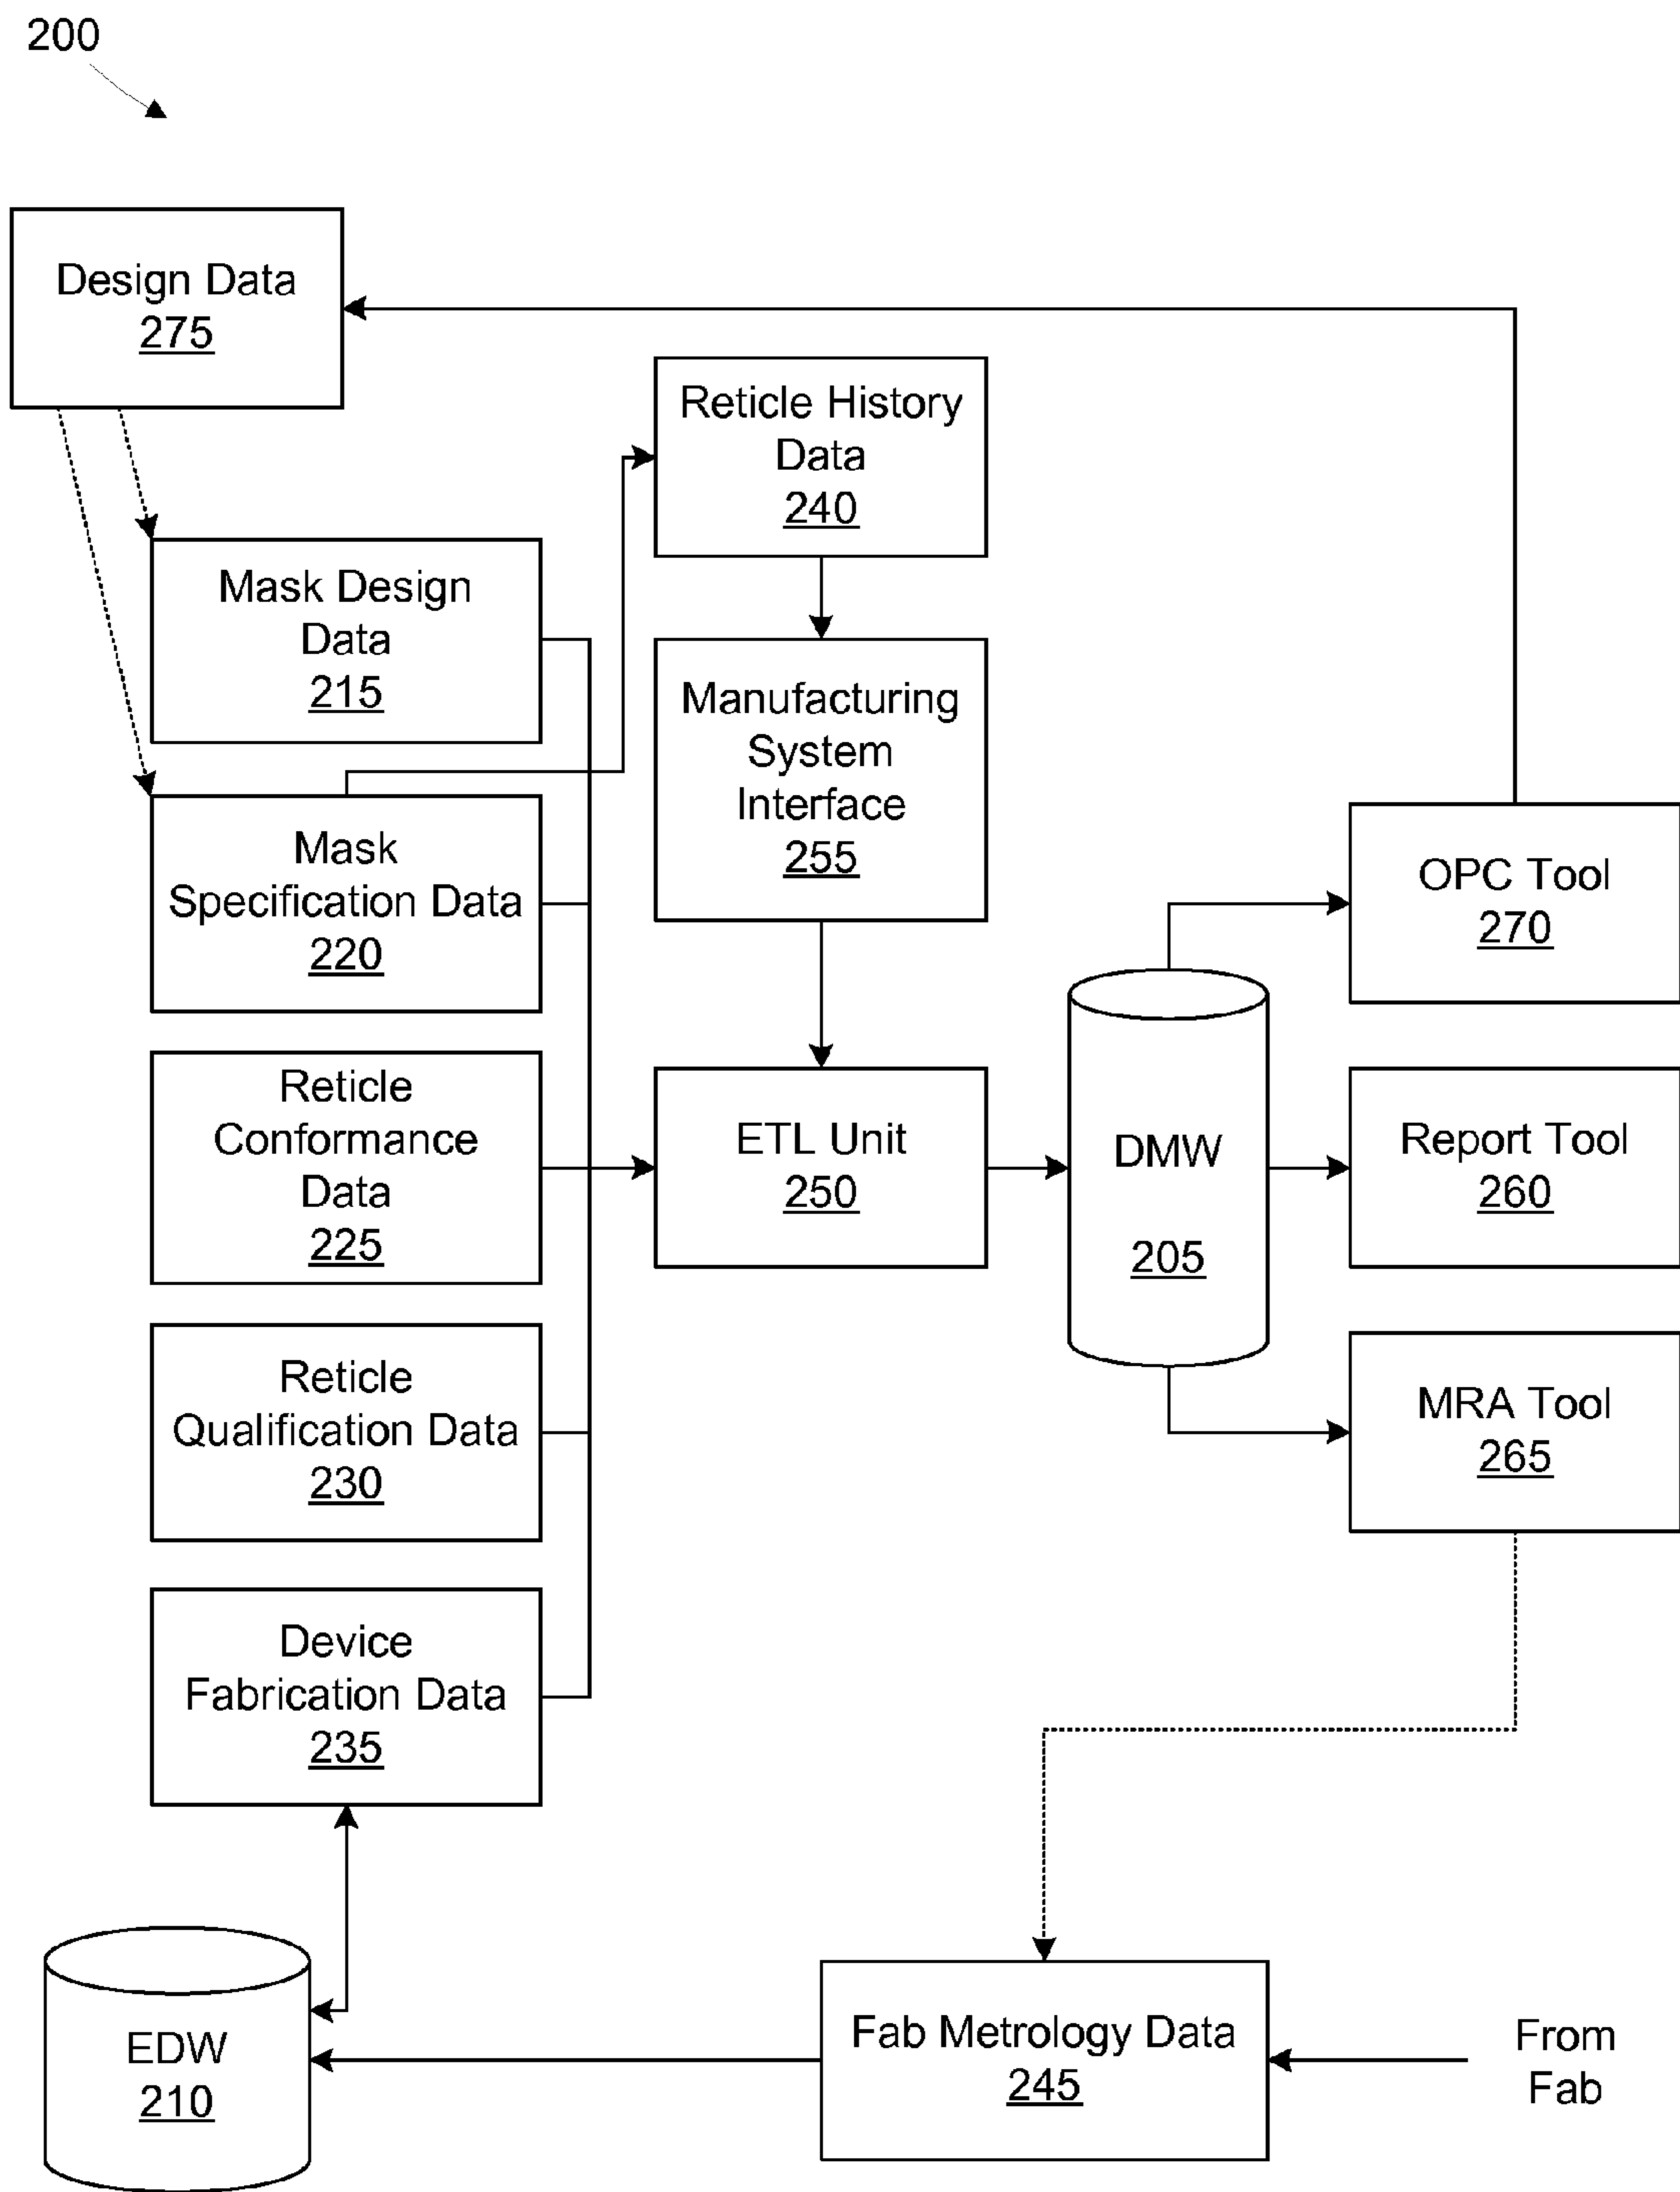 200
Design Data
275
Reticle History
Data
240
Mask Design
Data
215
Manufacturing
System
Interface
255
Mask
Specification Data
220
OPC Tool
270
Reticle
Conformance
Data
225
ETL Unit
250
DMW
205
Report Tool
260
Reticle
Qualification Data
230
MRA Tool
265
Device
Fabrication Data
235
EDW
210
Fab Metrology Data
245
From
Fab